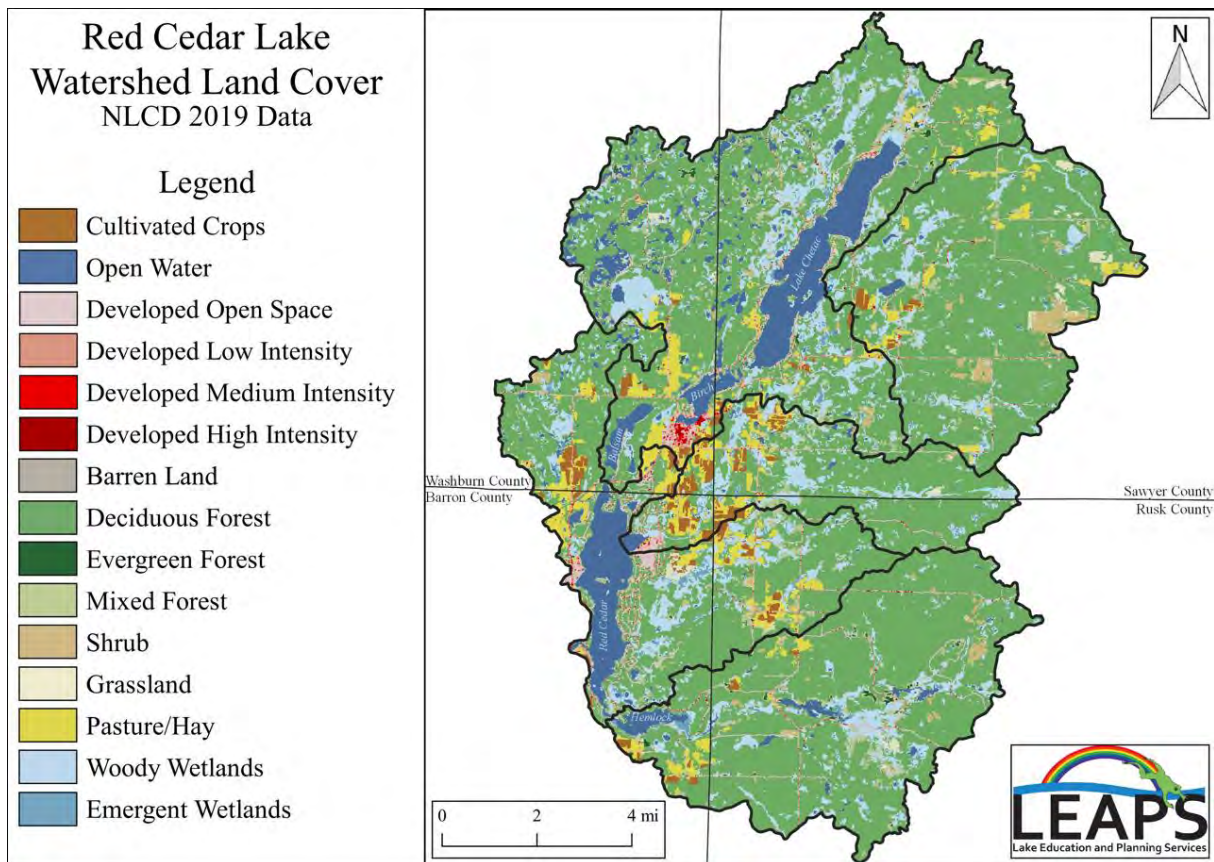 Red Cedar Lake
Watershed Land Cover
NLCD 2019 Data
Legend
Cultivated Crops
Open Water
Developed Open Space
Developed Low Intensity
Developed Medium Intensity
Developed High Intensity
Barren Land
Deciduous Forest
Evergreen Forest
Mixed Forest
Shrub
Grassland
Pasture/Hay
Woody Wetlands
Emergent Wetlands
N
Lake Chetac
Birch
Balsam
Washburn County
Barron County
Sawyer County
Rusk County
Red Cedar
Hemlock
0 2 4 mi
LEAPS
Lake Education and Planning Services